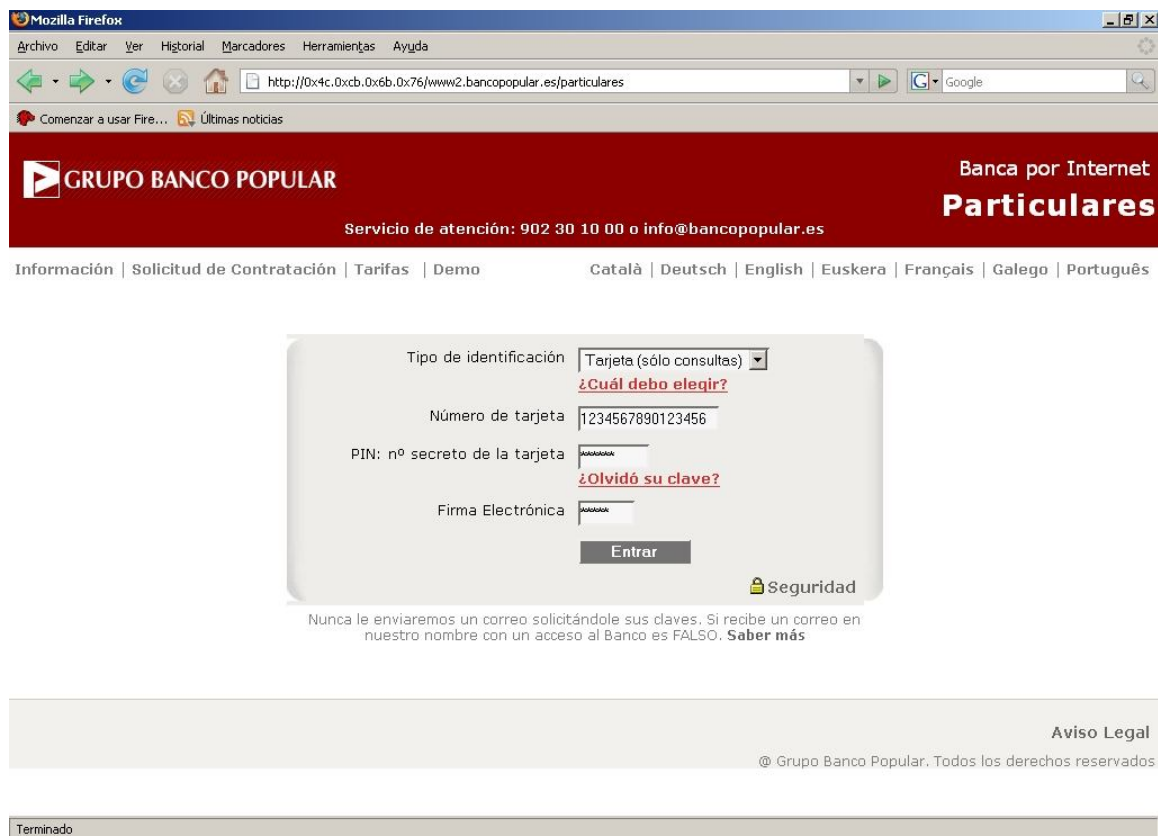 Mozilla Firefox
Archivo Editar Ver Historial Marcadores Herramientas Ayuda
http://0x4c.0xcb.0x6b.0x76/www2.bancopopular.es/particulares
G Google
Comenzar a usar Fire... Últimas noticias
GRUPO BANCO POPULAR
Banca por Internet
Particulares
Servicio de atención: 902 30 10 00 o info@bancopopular.es
Información | Solicitud de Contratación | Tarifas | Demo Català | Deutsch | English | Euskera | Français | Galego | Português
Tipo de identificación Tarjeta (sólo consultas)
¿Cuál debo elegir?
Número de tarjeta 1234567890123456
PIN: nº secreto de la tarjeta ******
¿Olvidó su clave?
Firma Electrónica *****
Entrar
Seguridad
Nunca le enviaremos un correo solicitándole sus claves. Si recibe un correo en
nuestro nombre con un acceso al Banco es FALSO. Saber más
Aviso Legal
@ Grupo Banco Popular. Todos los derechos reservados
Terminado